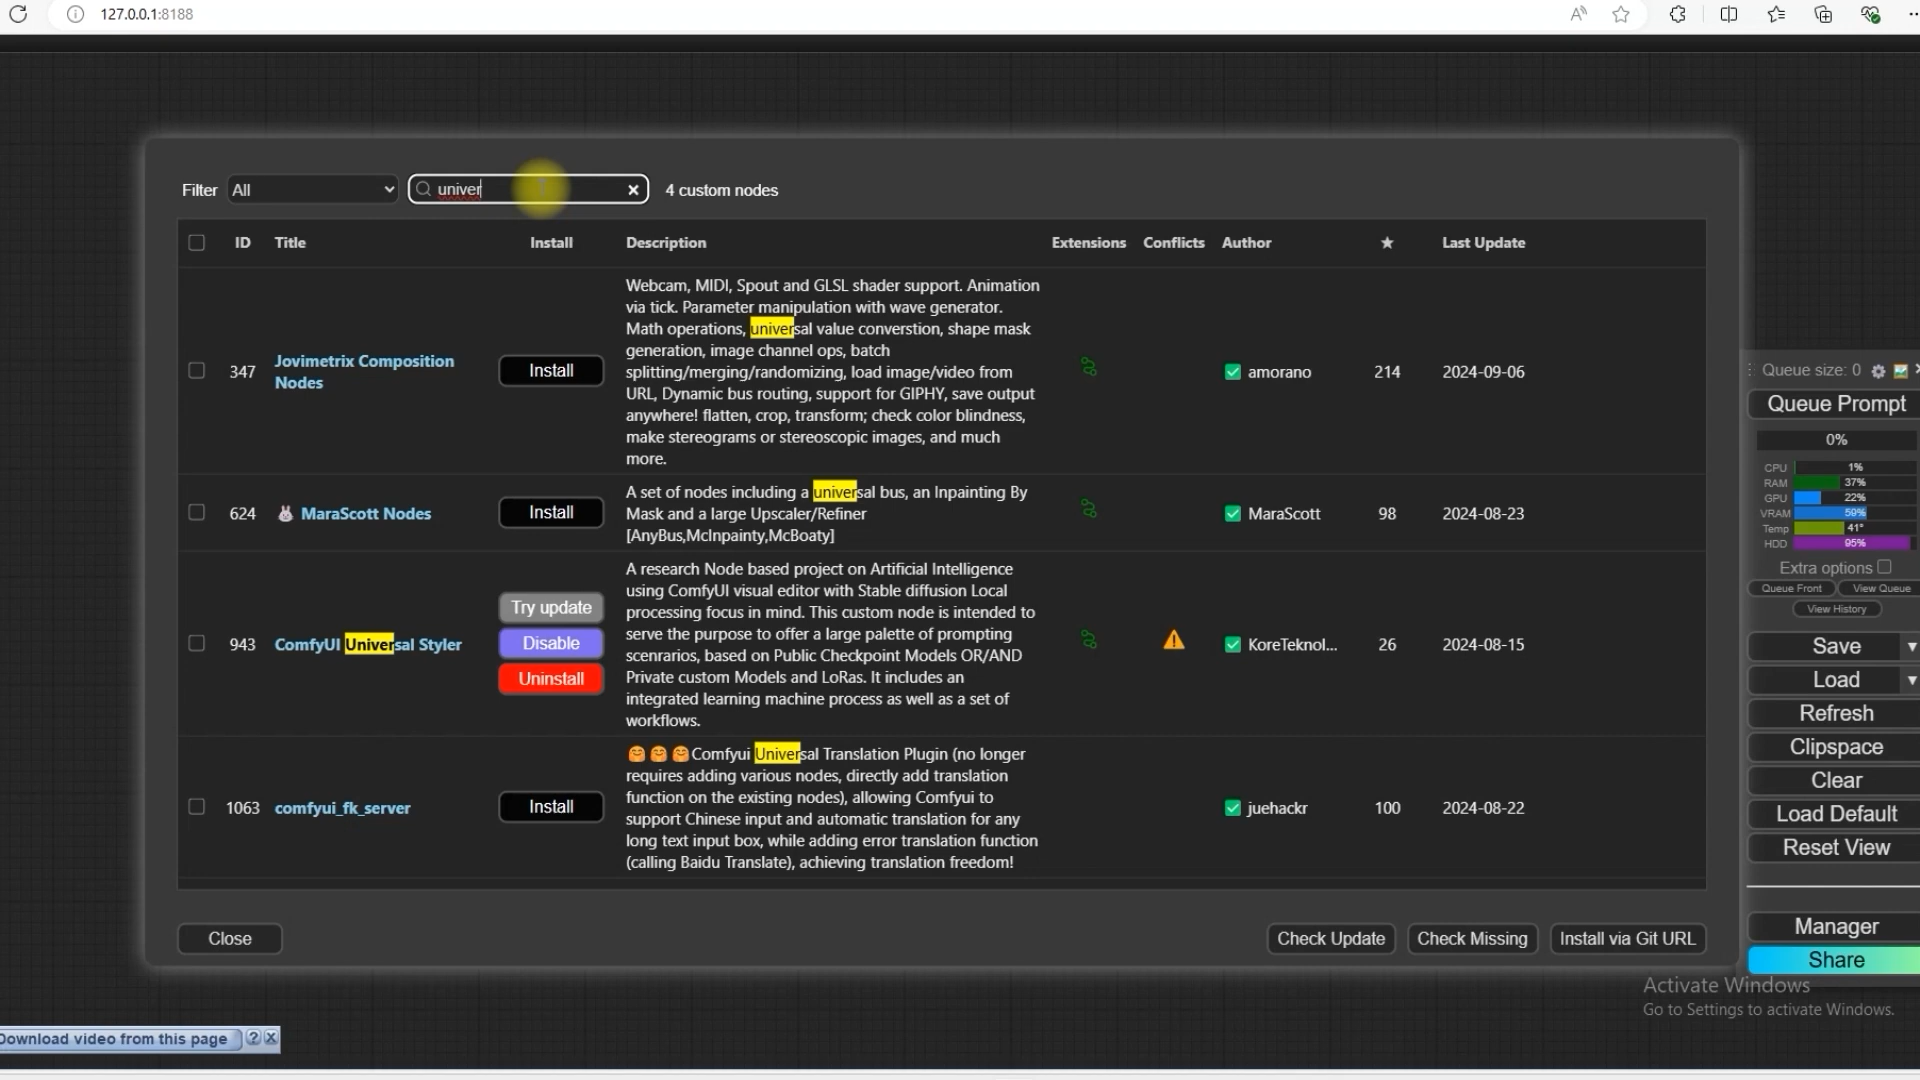 127.0.0.1:8188
Filter All univer 4 custom nodes
ID Title Install Description Extensions Conflicts Author ★ Last Update
347 Jovimetrix Composition Nodes
Install
Webcam, MIDI, Spout and GLSL shader support. Animation
via tick. Parameter manipulation with wave generator.
Math operations, universal value converstion, shape mask
generation, image channel ops, batch
splitting/merging/randomizing, load image/video from
URL, Dynamic bus routing, support for GIPHY, save output
anywhere! flatten, crop, transform; check color blindness,
make stereograms or stereoscopic images, and much
more.
amorano 214 2024-09-06
624 MaraScott Nodes
Install
A set of nodes including a universal bus, an Inpainting By
Mask and a large Upscaler/Refiner
[AnyBus,McInpainty,McBoaty]
MaraScott 98 2024-08-23
943 ComfyUI Universal Styler
Try update
Disable
Uninstall
A research Node based project on Artificial Intelligence
using ComfyUI visual editor with Stable diffusion Local
processing focus in mind. This custom node is intended to
serve the purpose to offer a large palette of prompting
scenrarios, based on Public Checkpoint Models OR/AND
Private custom Models and LoRas. It includes an
integrated learning machine process as well as a set of
workflows.
KoreTeknol... 26 2024-08-15
1063 comfyui_fk_server
Install
Comfyui Universal Translation Plugin (no longer
requires adding various nodes, directly add translation
function on the existing nodes), allowing Comfyui to
support Chinese input and automatic translation for any
long text input box, while adding error translation function
(calling Baidu Translate), achieving translation freedom!
juehackr 100 2024-08-22
Close
Check Update Check Missing Install via Git URL
Queue size: 0
Queue Prompt
0%
CPU 1%
RAM 37%
GPU 22%
VRAM 59%
Temp 41°
HDD 95%
Extra options
Queue Front View Queue
View History
Save
Load
Refresh
Clipspace
Clear
Load Default
Reset View
Manager
Share
Activate Windows
Go to Settings to activate Windows.
Download video from this page